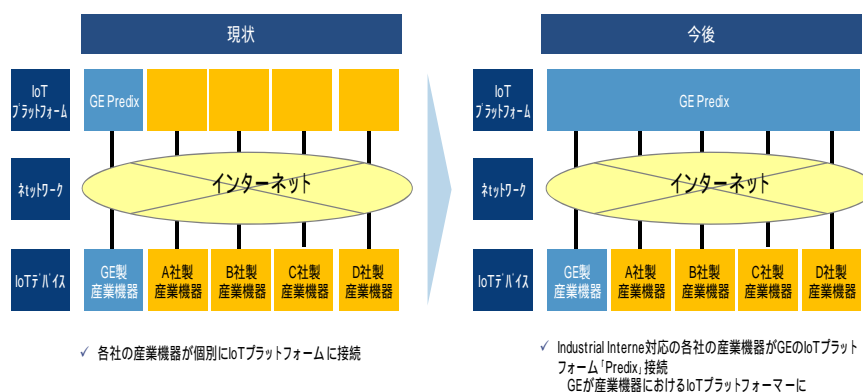 現状
IoT
プラットフォーム
GE Predix
ネットワーク
インターネット
IoTデバイス
GE製
産業機器
A社製
産業機器
B社製
産業機器
C社製
産業機器
D社製
産業機器
✓ 各社の産業機器が個別にIoTプラットフォームに接続
今後
IoT
プラットフォーム
GE Predix
ネットワーク
インターネット
IoTデバイス
GE製
産業機器
A社製
産業機器
B社製
産業機器
C社製
産業機器
D社製
産業機器
✓ Industrial Interne対応の各社の産業機器がGEのIoTプラット
フォーム「Predix」接続
GEが産業機器におけるIoTプラットフォーマーに